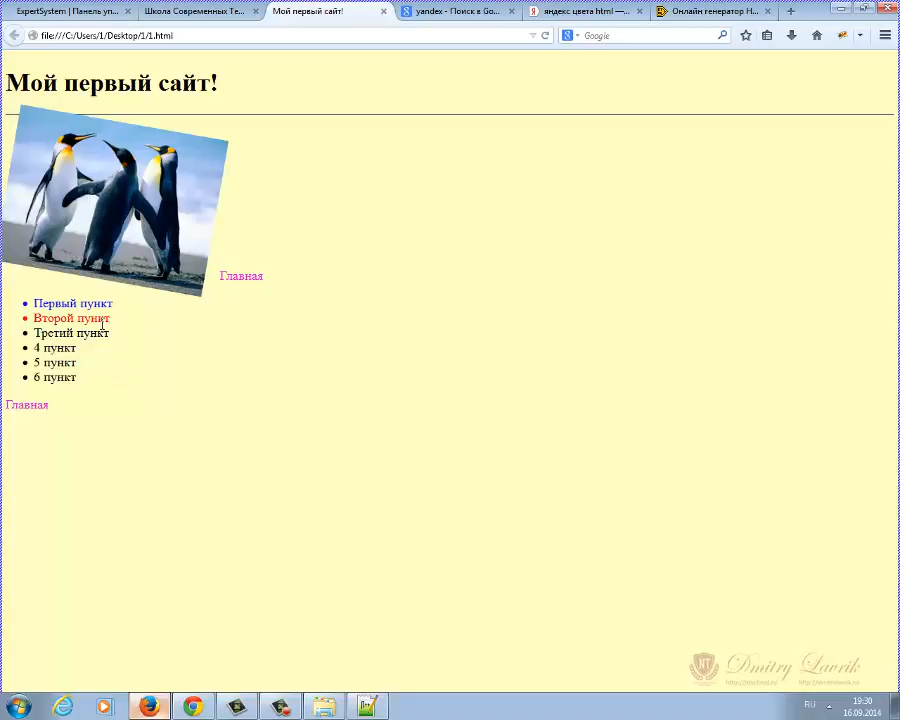 ExpertSystem | Панель уп...
Школа Современных Те...
Мой первый сайт!
yandex - Поиск в Go...
яндекс цвета html —...
Онлайн генератор H...
file:///C:/Users/1/Desktop/1/1.html
Google
Мой первый сайт!
Главная
Первый пункт
Второй пункт
Третий пункт
4 пункт
5 пункт
6 пункт
Главная
NT
Dmitry Lavrik
RU
19:30
16.09.2014